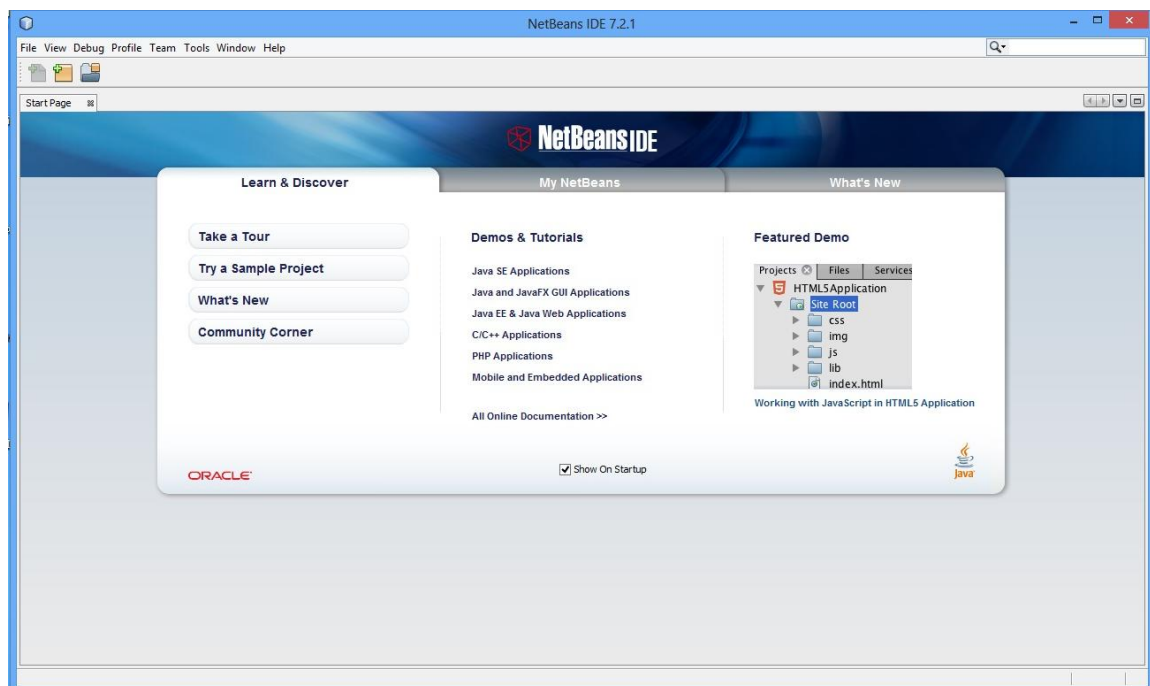 NetBeans IDE 7.2.1
File View Debug Profile Team Tools Window Help
Start Page
NetBeans IDE
Learn & Discover
My NetBeans
What's New
Take a Tour
Try a Sample Project
What's New
Community Corner
Demos & Tutorials
Java SE Applications
Java and JavaFX GUI Applications
Java EE & Java Web Applications
C/C++ Applications
PHP Applications
Mobile and Embedded Applications
All Online Documentation >>
Featured Demo
Projects Files Services
HTML5Application
Site Root
css
img
js
lib
index.html
Working with JavaScript in HTML5 Application
ORACLE
Show On Startup
Java